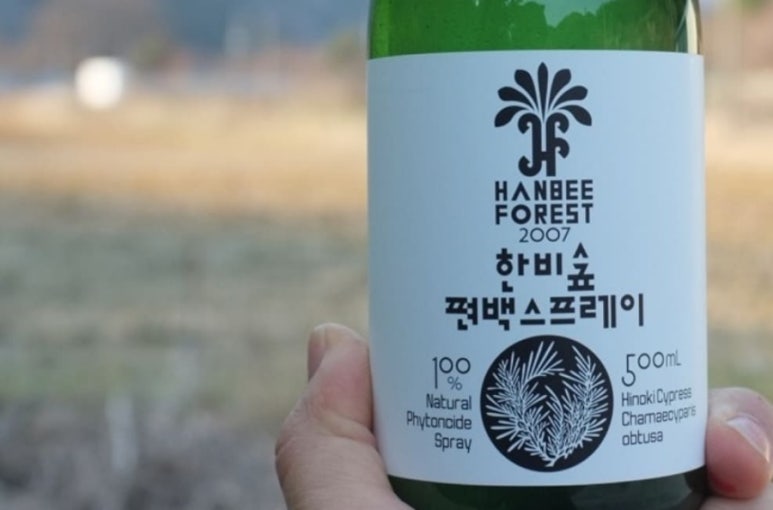 HANBEE
FOREST
2007
한비숲
편백스프레이
100
%
Natural
Phytoncide
Spray
500mL
Hinoki Cypress
Chamaecyparis
obtusa